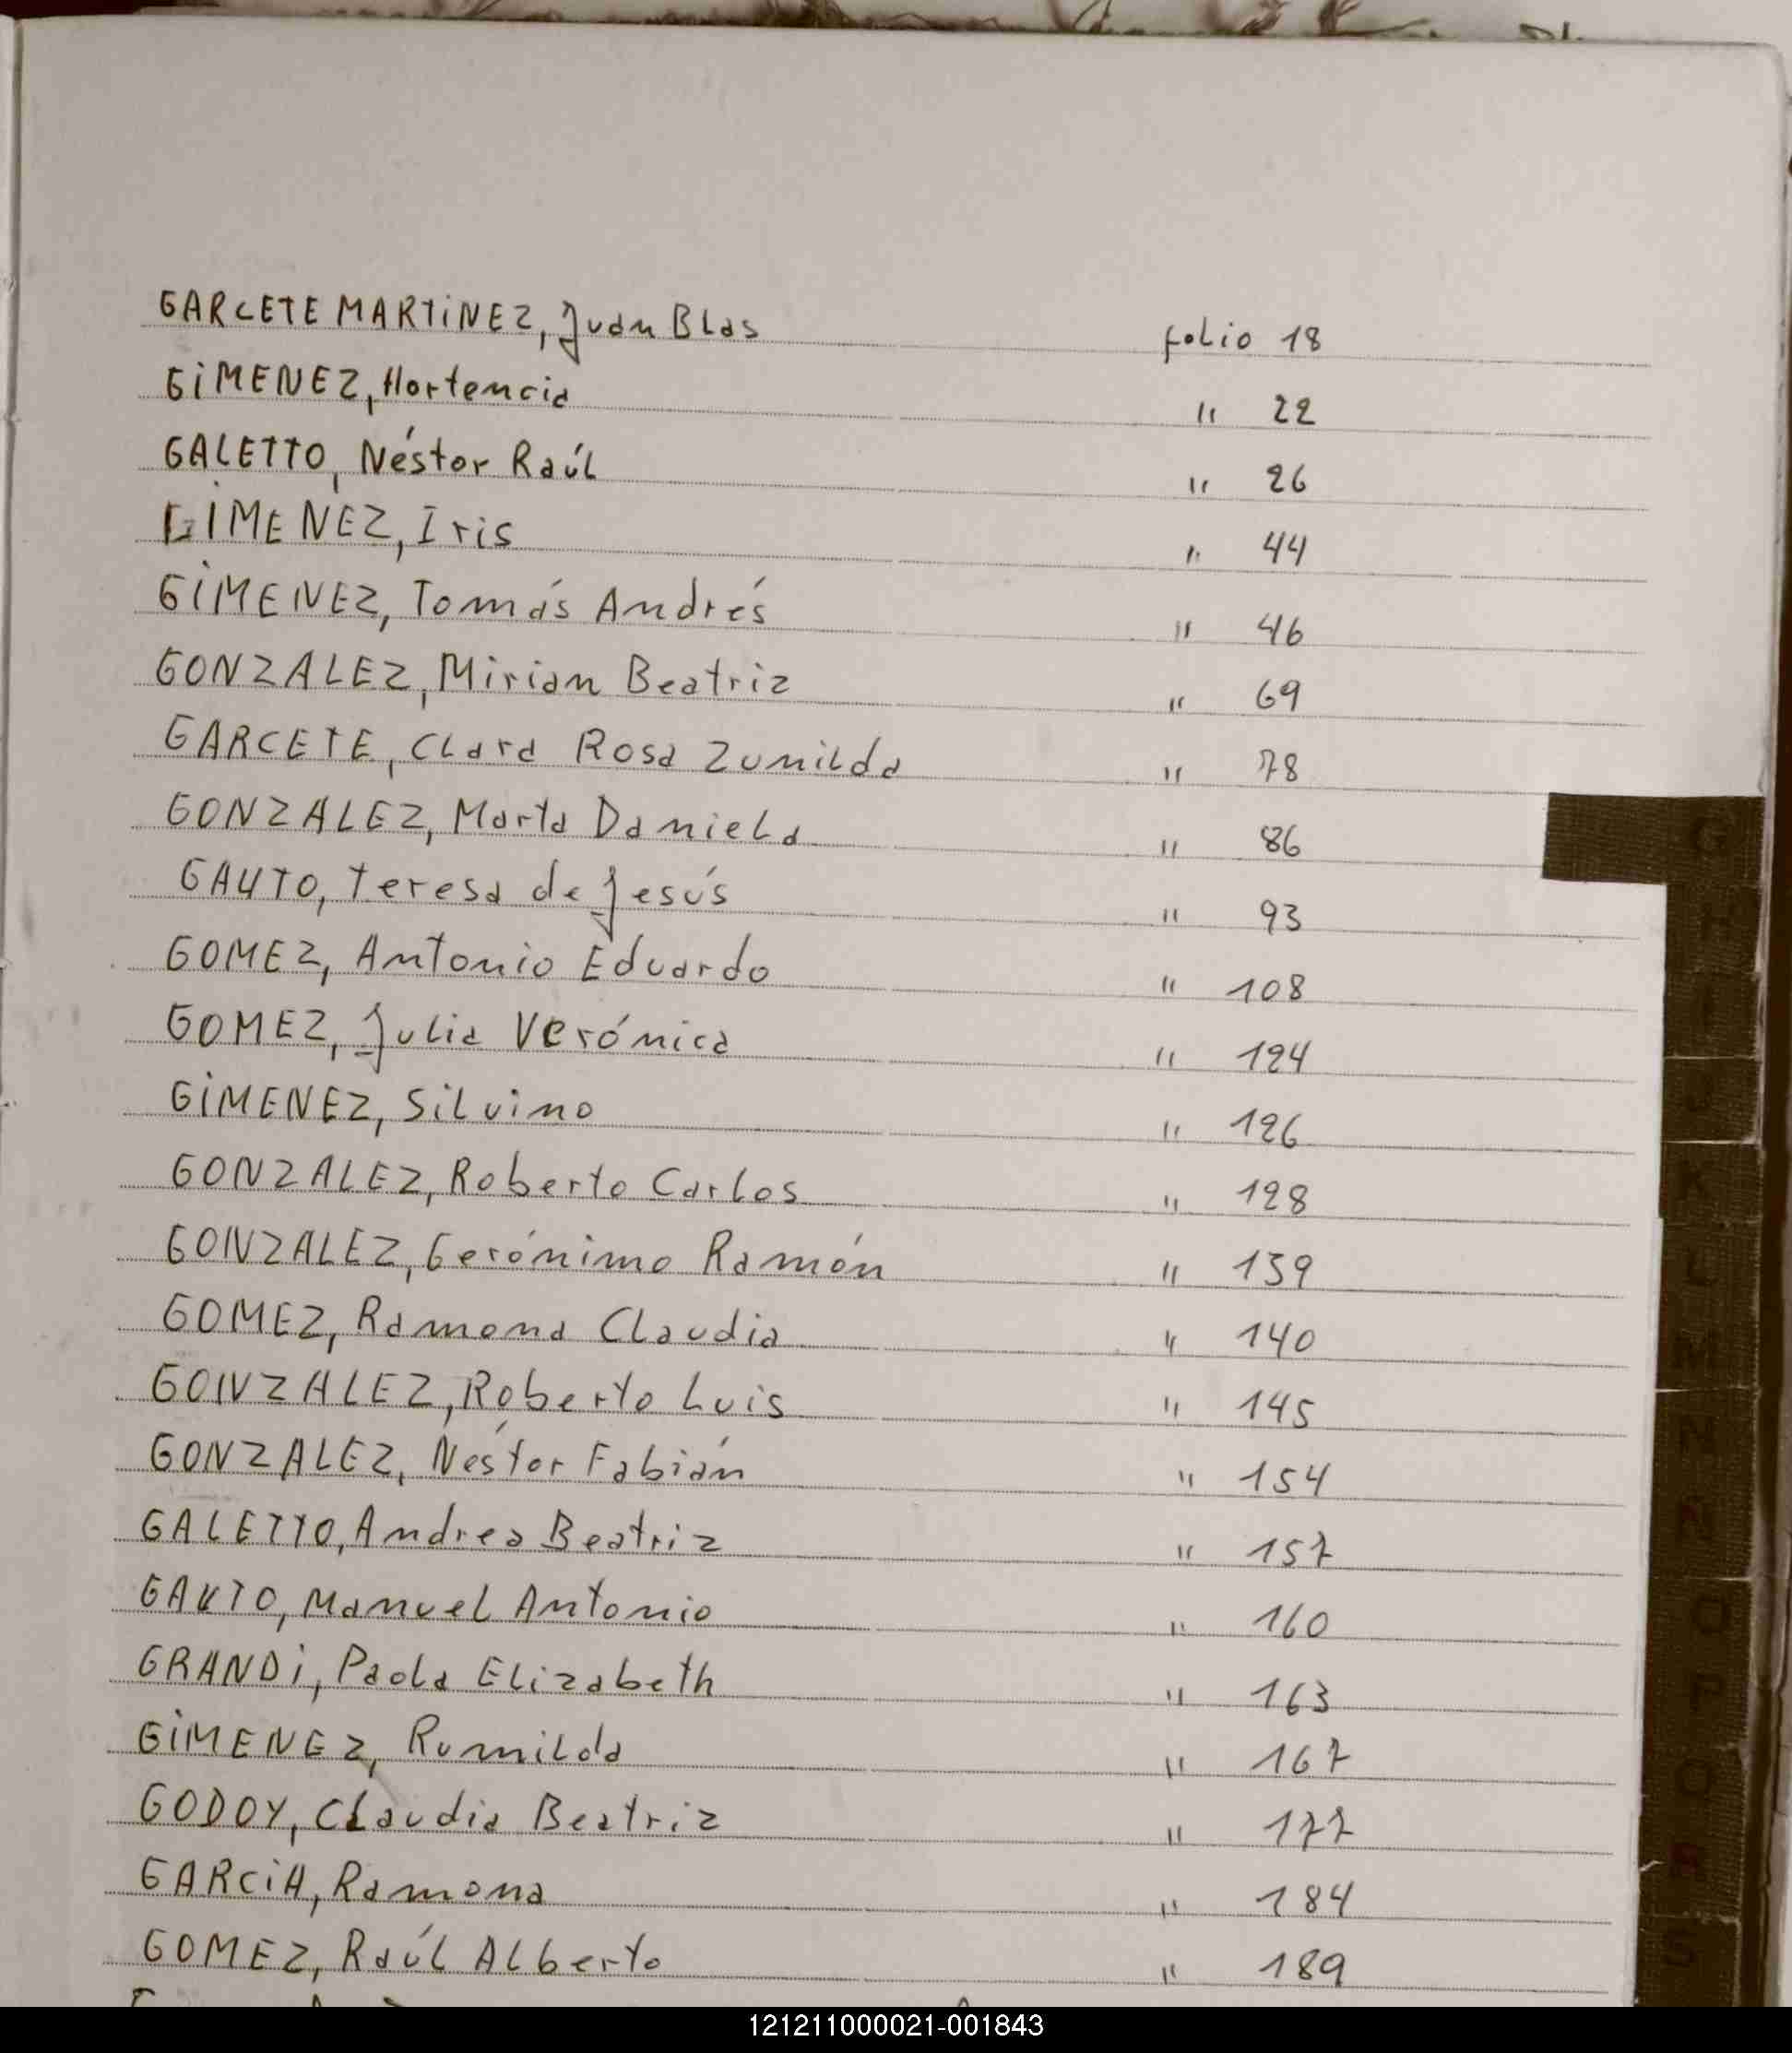 GARCETE MARTiNEZ, Juan Blas folio 18
GiMENEZ, Hortencia " 22
GALETTO, Néstor Raúl " 26
GIMENEZ, Iris " 44
GiMENEZ, Tomás Andrés " 46
GONZALEZ, Mirian Beatriz " 69
GARCETE, Clara Rosa Zunilda " 78
GONZALEZ, Marta Daniela " 86
GAUTO, Teresa de Jesús " 93
GOMEZ, Antonio Eduardo " 108
GOMEZ, Julia Verónica " 124
GiMENEZ, Silvino " 126
GONZALEZ, Roberto Carlos " 128
GONZALEZ, Gerónimo Ramón " 139
GOMEZ, Ramona Claudia " 140
GONZALEZ, Roberto Luis " 145
GONZALEZ, Néstor Fabián " 154
GALETTO, Andrea Beatriz " 157
GAUTO, Manuel Antonio " 160
GRANDi, Paola Elizabeth " 163
GiMENEZ, Rumilda " 167
GODOY, Claudia Beatriz " 177
GARCiA, Ramona " 184
GOMEZ, Raúl Alberto " 189
G
H
I
J
K
L
M
N
Ñ
O
P
Q
R
S
121211000021-001843